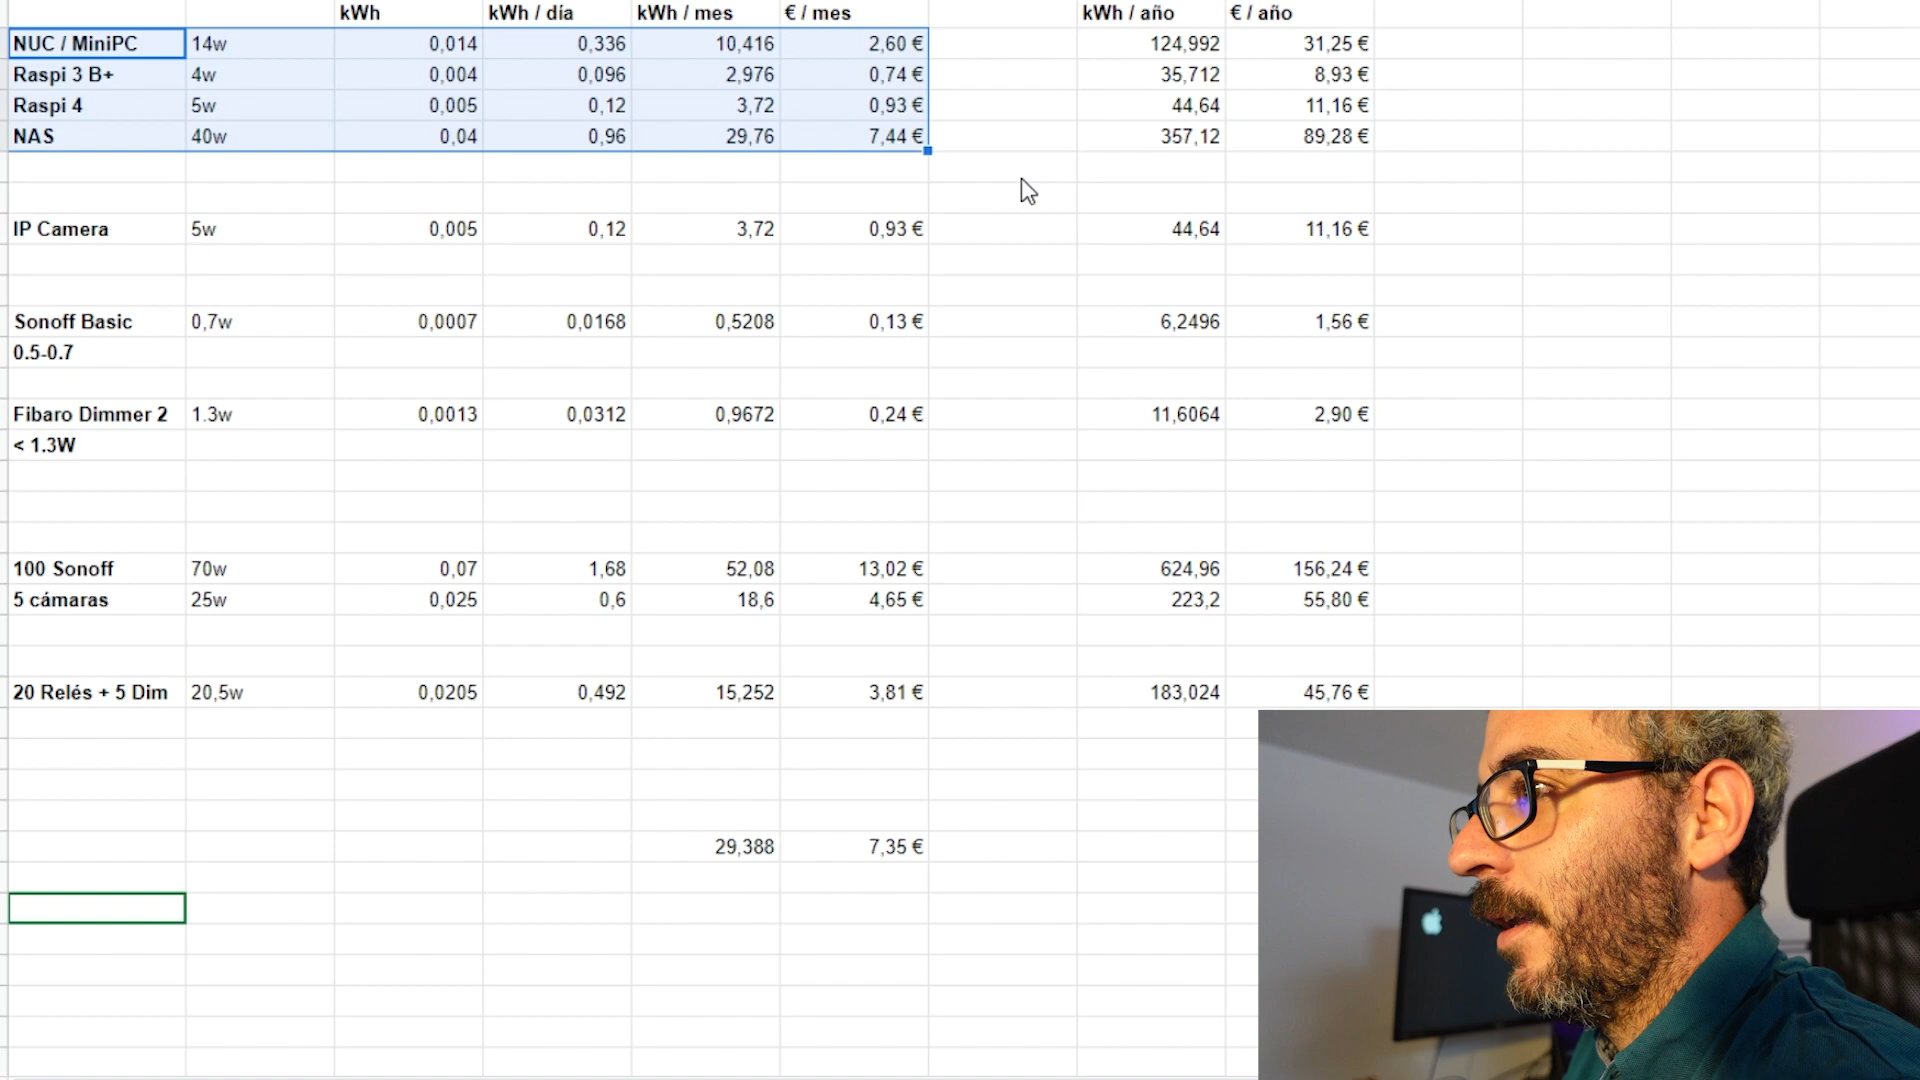 kWh kWh / día kWh / mes € / mes kWh / año € / año
NUC / MiniPC 14w 0,014 0,336 10,416 2,60 € 124,992 31,25 €
Raspi 3 B+ 4w 0,004 0,096 2,976 0,74 € 35,712 8,93 €
Raspi 4 5w 0,005 0,12 3,72 0,93 € 44,64 11,16 €
NAS 40w 0,04 0,96 29,76 7,44 € 357,12 89,28 €
IP Camera 5w 0,005 0,12 3,72 0,93 € 44,64 11,16 €
Sonoff Basic 0,7w 0,0007 0,0168 0,5208 0,13 € 6,2496 1,56 €
0.5-0.7
Fibaro Dimmer 2 1.3w 0,0013 0,0312 0,9672 0,24 € 11,6064 2,90 €
< 1.3W
100 Sonoff 70w 0,07 1,68 52,08 13,02 € 624,96 156,24 €
5 cámaras 25w 0,025 0,6 18,6 4,65 € 223,2 55,80 €
20 Relés + 5 Dim 20,5w 0,0205 0,492 15,252 3,81 € 183,024 45,76 €
29,388 7,35 €